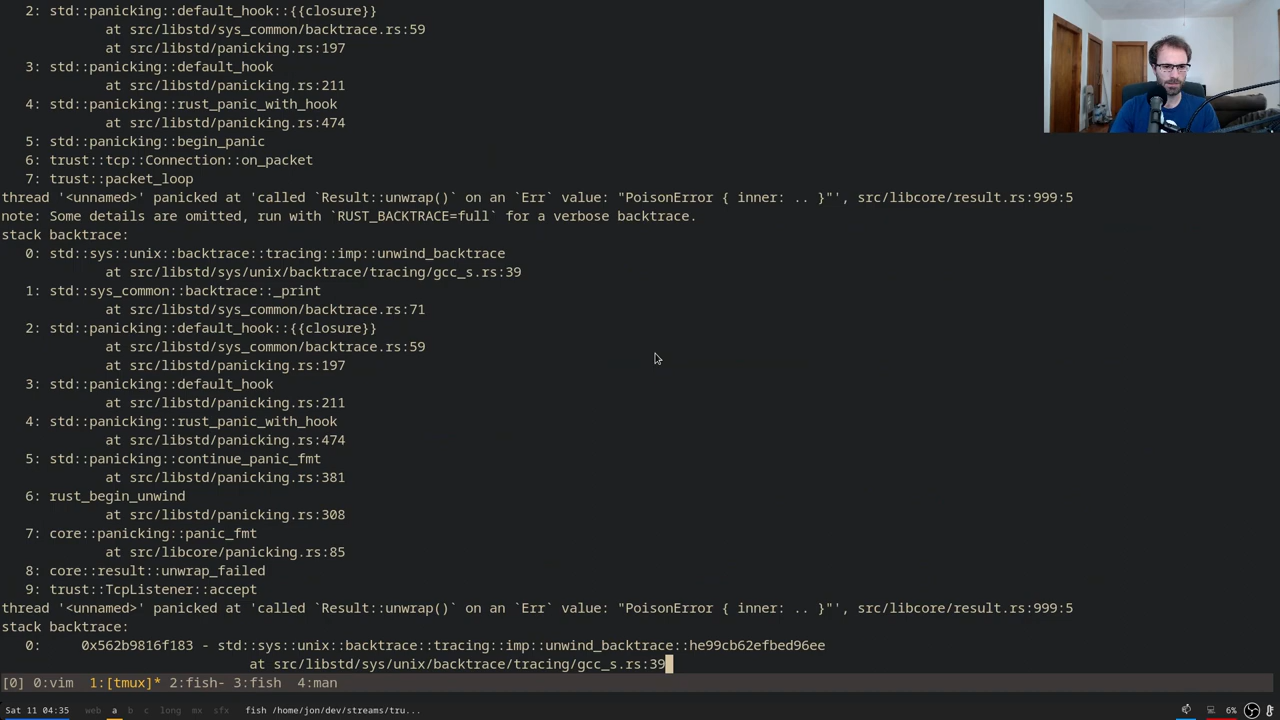 2: std::panicking::default_hook::{{closure}}
at src/libstd/sys_common/backtrace.rs:59
at src/libstd/panicking.rs:197
3: std::panicking::default_hook
at src/libstd/panicking.rs:211
4: std::panicking::rust_panic_with_hook
at src/libstd/panicking.rs:474
5: std::panicking::begin_panic
6: trust::tcp::Connection::on_packet
7: trust::packet_loop
thread '<unnamed>' panicked at 'called `Result::unwrap()` on an `Err` value: "PoisonError { inner: .. }"', src/libcore/result.rs:999:5
note: Some details are omitted, run with `RUST_BACKTRACE=full` for a verbose backtrace.
stack backtrace:
0: std::sys::unix::backtrace::tracing::imp::unwind_backtrace
at src/libstd/sys/unix/backtrace/tracing/gcc_s.rs:39
1: std::sys_common::backtrace::_print
at src/libstd/sys_common/backtrace.rs:71
2: std::panicking::default_hook::{{closure}}
at src/libstd/sys_common/backtrace.rs:59
at src/libstd/panicking.rs:197
3: std::panicking::default_hook
at src/libstd/panicking.rs:211
4: std::panicking::rust_panic_with_hook
at src/libstd/panicking.rs:474
5: std::panicking::continue_panic_fmt
at src/libstd/panicking.rs:381
6: rust_begin_unwind
at src/libstd/panicking.rs:308
7: core::panicking::panic_fmt
at src/libcore/panicking.rs:85
8: core::result::unwrap_failed
9: trust::TcpListener::accept
thread '<unnamed>' panicked at 'called `Result::unwrap()` on an `Err` value: "PoisonError { inner: .. }"', src/libcore/result.rs:999:5
stack backtrace:
0: 0x562b9816f183 - std::sys::unix::backtrace::tracing::imp::unwind_backtrace::he99cb62efbed96ee
at src/libstd/sys/unix/backtrace/tracing/gcc_s.rs:39
[0] 0:vim 1:[tmux]* 2:fish- 3:fish 4:man
Sat 11 04:35 web a b c long mx sfx fish /home/jon/dev/streams/tru... 6%